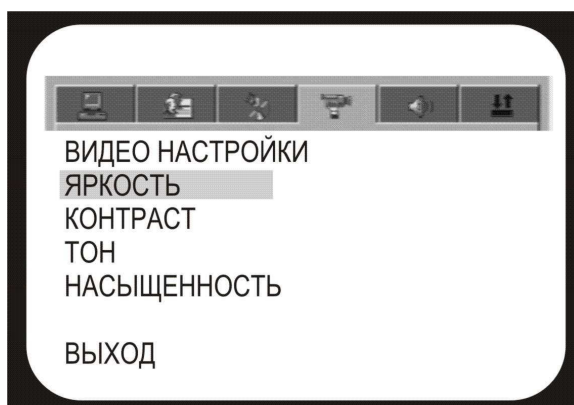 ВИДЕО НАСТРОЙКИ
ЯРКОСТЬ
КОНТРАСТ
ТОН
НАСЫЩЕННОСТЬ
ВЫХОД